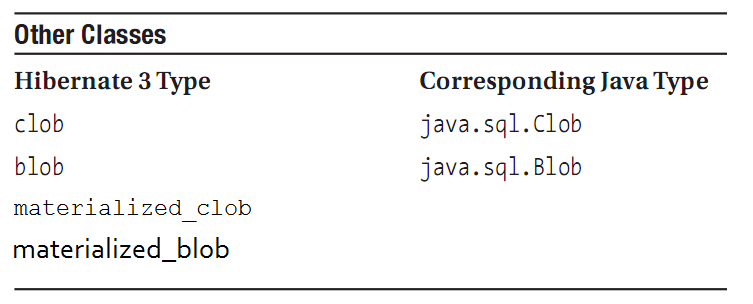 Other Classes
Hibernate 3 Type Corresponding Java Type
clob java.sql.Clob
blob java.sql.Blob
materialized_clob
materialized_blob